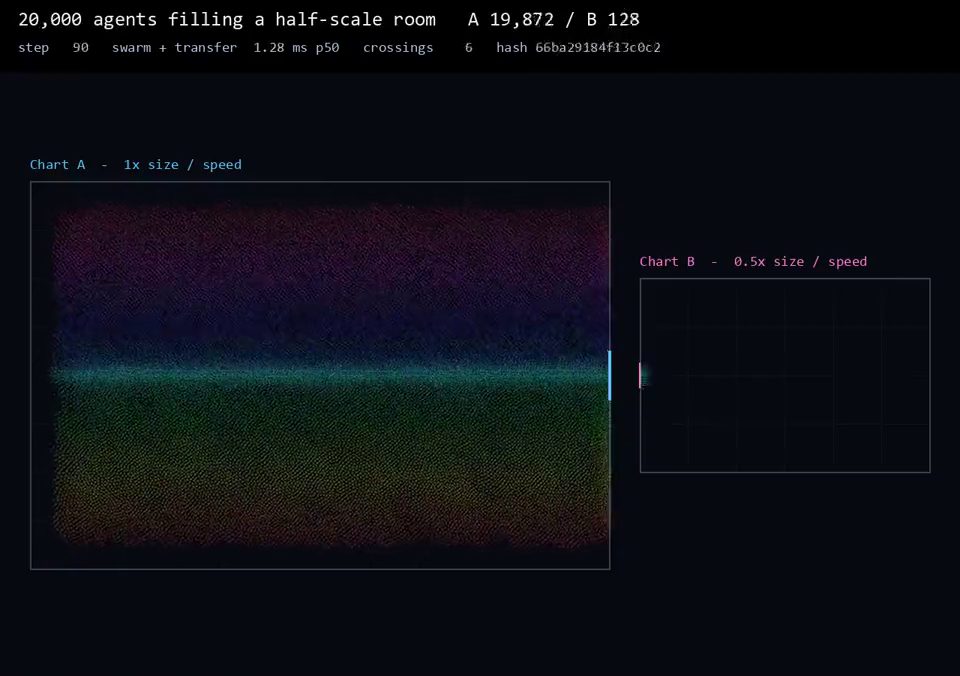 20,000 agents filling a half-scale room A 19,872 / B 128
step 90 swarm + transfer 1.28 ms p50 crossings 6 hash 66ba29184f13c0c2
Chart A - 1x size / speed
Chart B - 0.5x size / speed